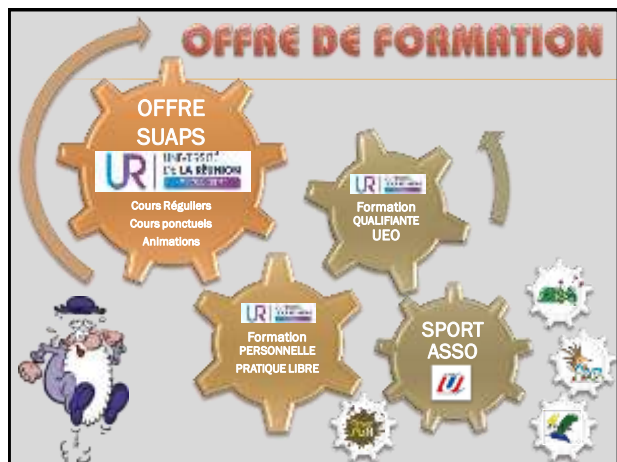 OFFRE DE FORMATION
OFFRE
SUAPS
UR
UNIVERSITÉ
DE LA RÉUNION
Cours Réguliers
Cours ponctuels
Animations
UR
Formation
QUALIFIANTE
UEO
UR
Formation
PERSONNELLE
PRATIQUE LIBRE
SPORT
ASSO